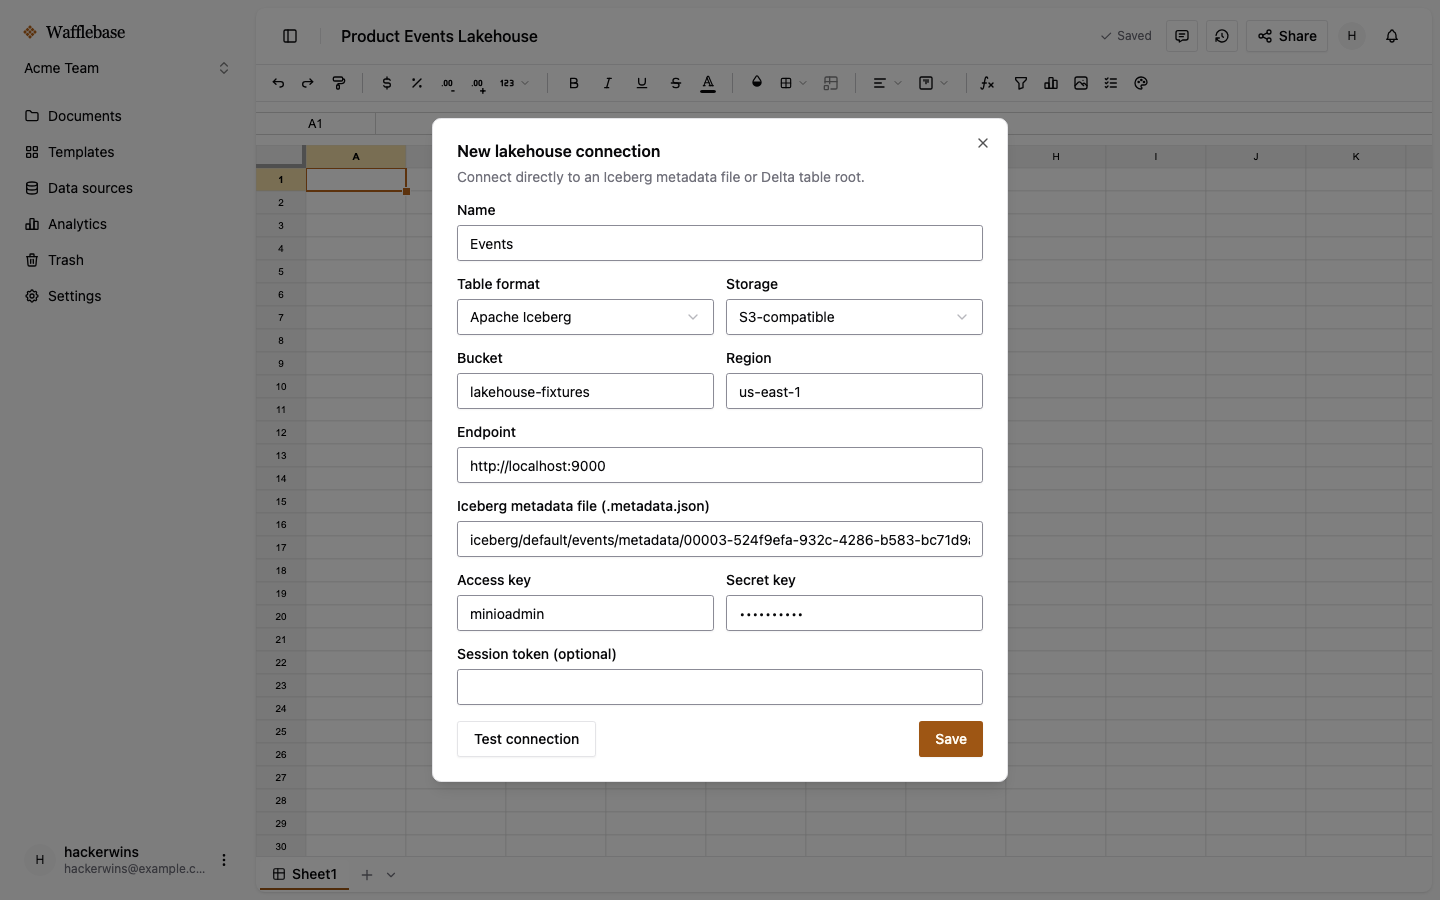 Wafflebase
Acme Team
Documents
Templates
Data sources
Analytics
Trash
Settings
hackerwins
hackerwins@example.c...
H
Product Events Lakehouse
Saved
Share
H
$ % .00 .00 123 B I U S A
A1
A H I J K
1
2
3
4
5
6
7
8
9
10
11
12
13
14
15
16
17
18
19
20
21
22
23
24
25
26
27
28
29
30
New lakehouse connection
Connect directly to an Iceberg metadata file or Delta table root.
Name
Events
Table format Storage
Apache Iceberg S3-compatible
Bucket Region
lakehouse-fixtures us-east-1
Endpoint
http://localhost:9000
Iceberg metadata file (.metadata.json)
iceberg/default/events/metadata/00003-524f9efa-932c-4286-b583-bc71d9
Access key Secret key
minioadmin ••••••••••
Session token (optional)
Test connection Save
Sheet1